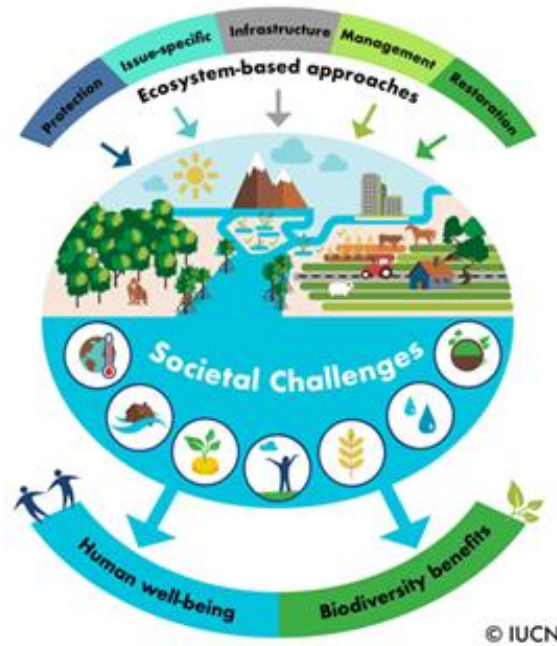 Protection
Issue-specific
Infrastructure
Management
Restoration
Ecosystem-based approaches
Societal Challenges
Human well-being
Biodiversity benefits
© IUCN